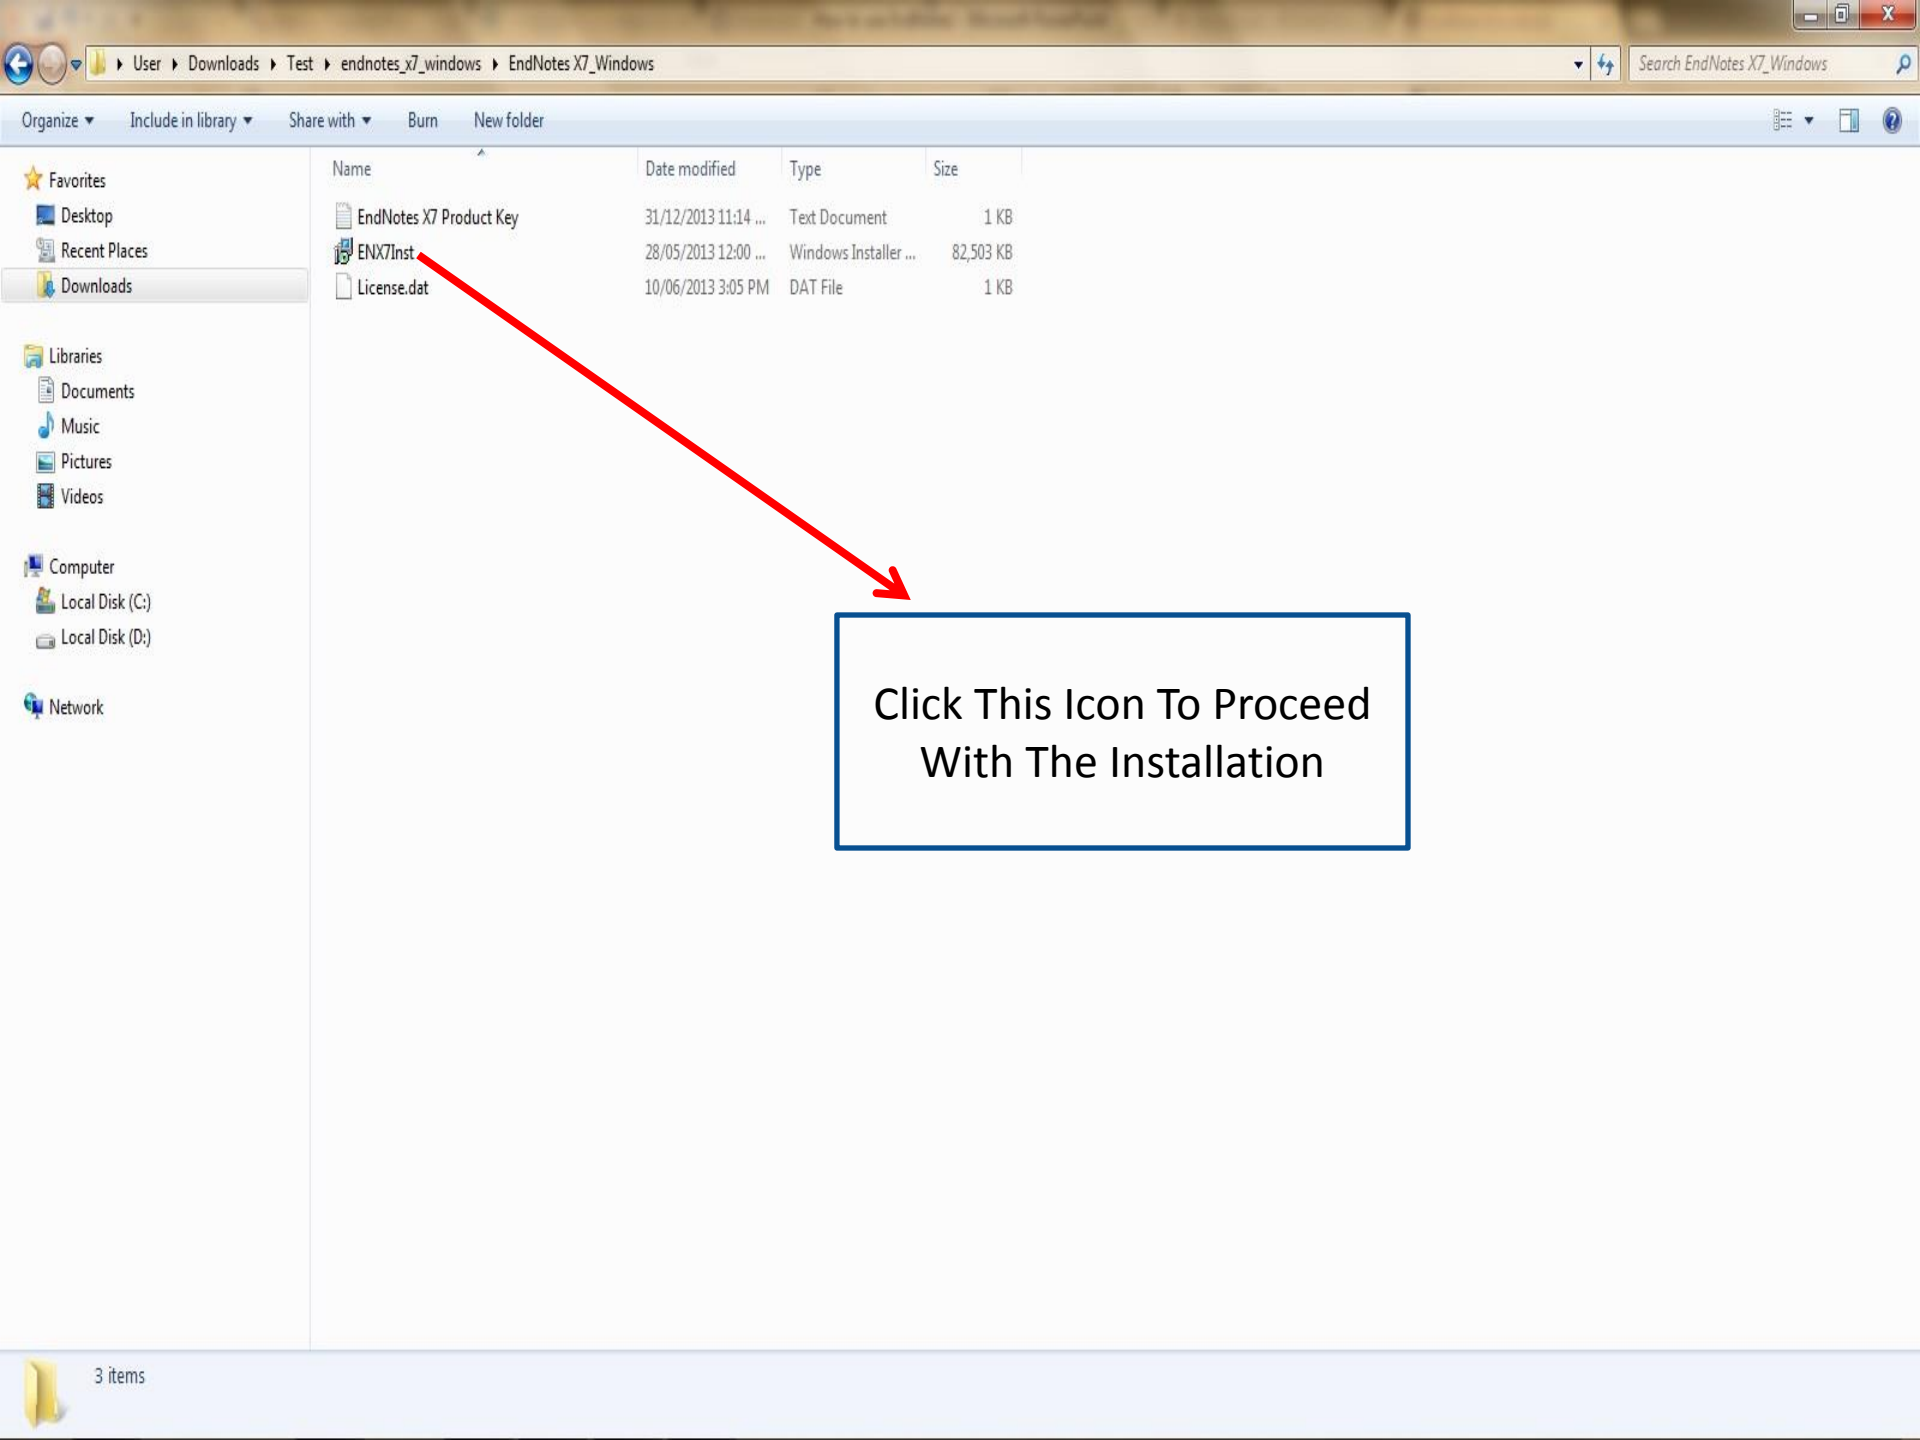 User Downloads Test endnotes_x7_windows EndNotes X7_Windows
Search EndNotes X7_Windows
Organize Include in library Share with Burn New folder
Name Date modified Type Size
EndNotes X7 Product Key 31/12/2013 11:14 ... Text Document 1 KB
ENX7Inst 28/05/2013 12:00 ... Windows Installer ... 82,503 KB
License.dat 10/06/2013 3:05 PM DAT File 1 KB
Favorites
Desktop
Recent Places
Downloads
Libraries
Documents
Music
Pictures
Videos
Computer
Local Disk (C:)
Local Disk (D:)
Network
Click This Icon To Proceed
With The Installation
3 items